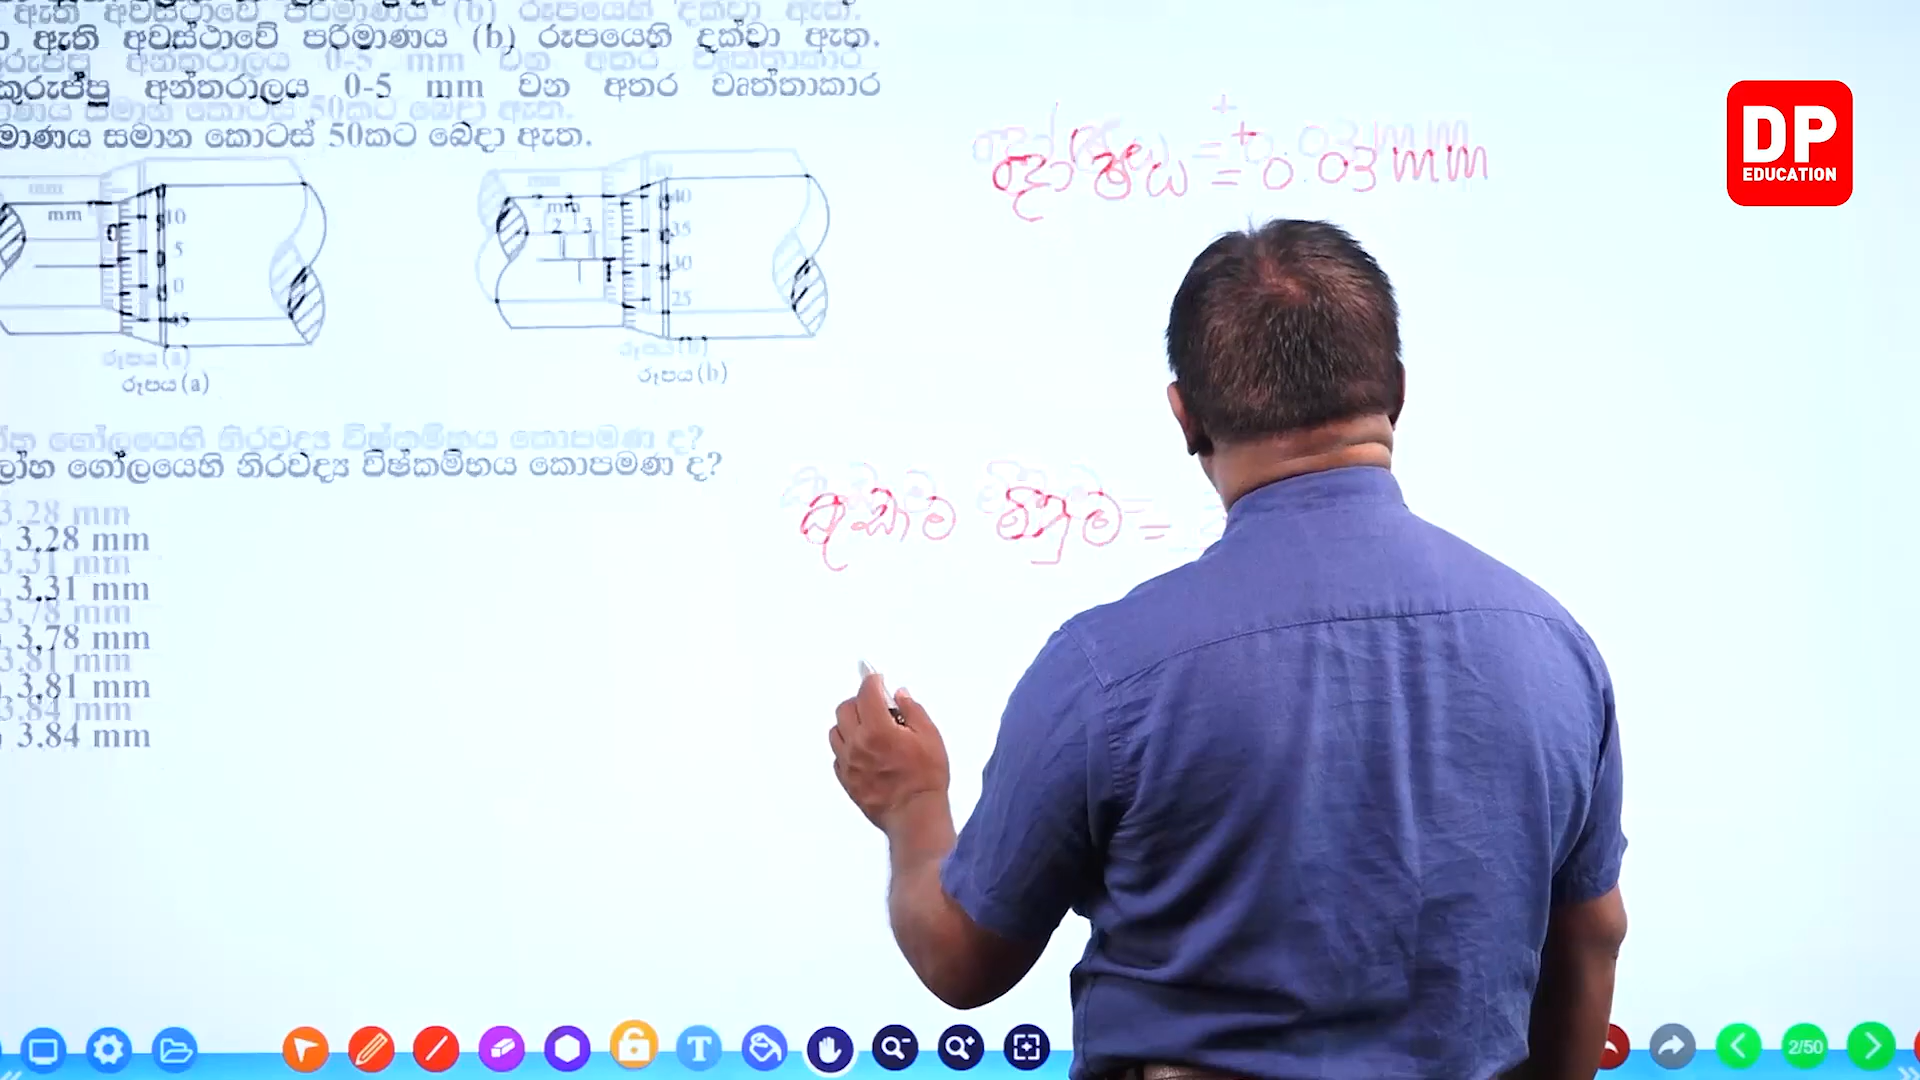 ඇති අවස්ථාවේ පරිමාණය (b) රූපයෙහි දක්වා ඇත.
අන්තරාලය 0-5 mm වන අතර වෘත්තාකාර
සමාන කොටස් 50කට බෙදා ඇත.
mm
0
10
5
0
45
රූපය (a)
mm
2 3
40
35
30
25
රූපය (b)
ගෝලයෙහි නිරවද්‍ය විෂ්කම්භය කොපමණ ද?
3.28 mm
3.31 mm
3.78 mm
3.81 mm
3.84 mm
= +0.03 mm
කුඩාම මිනුම =
DP
EDUCATION
T
2/50